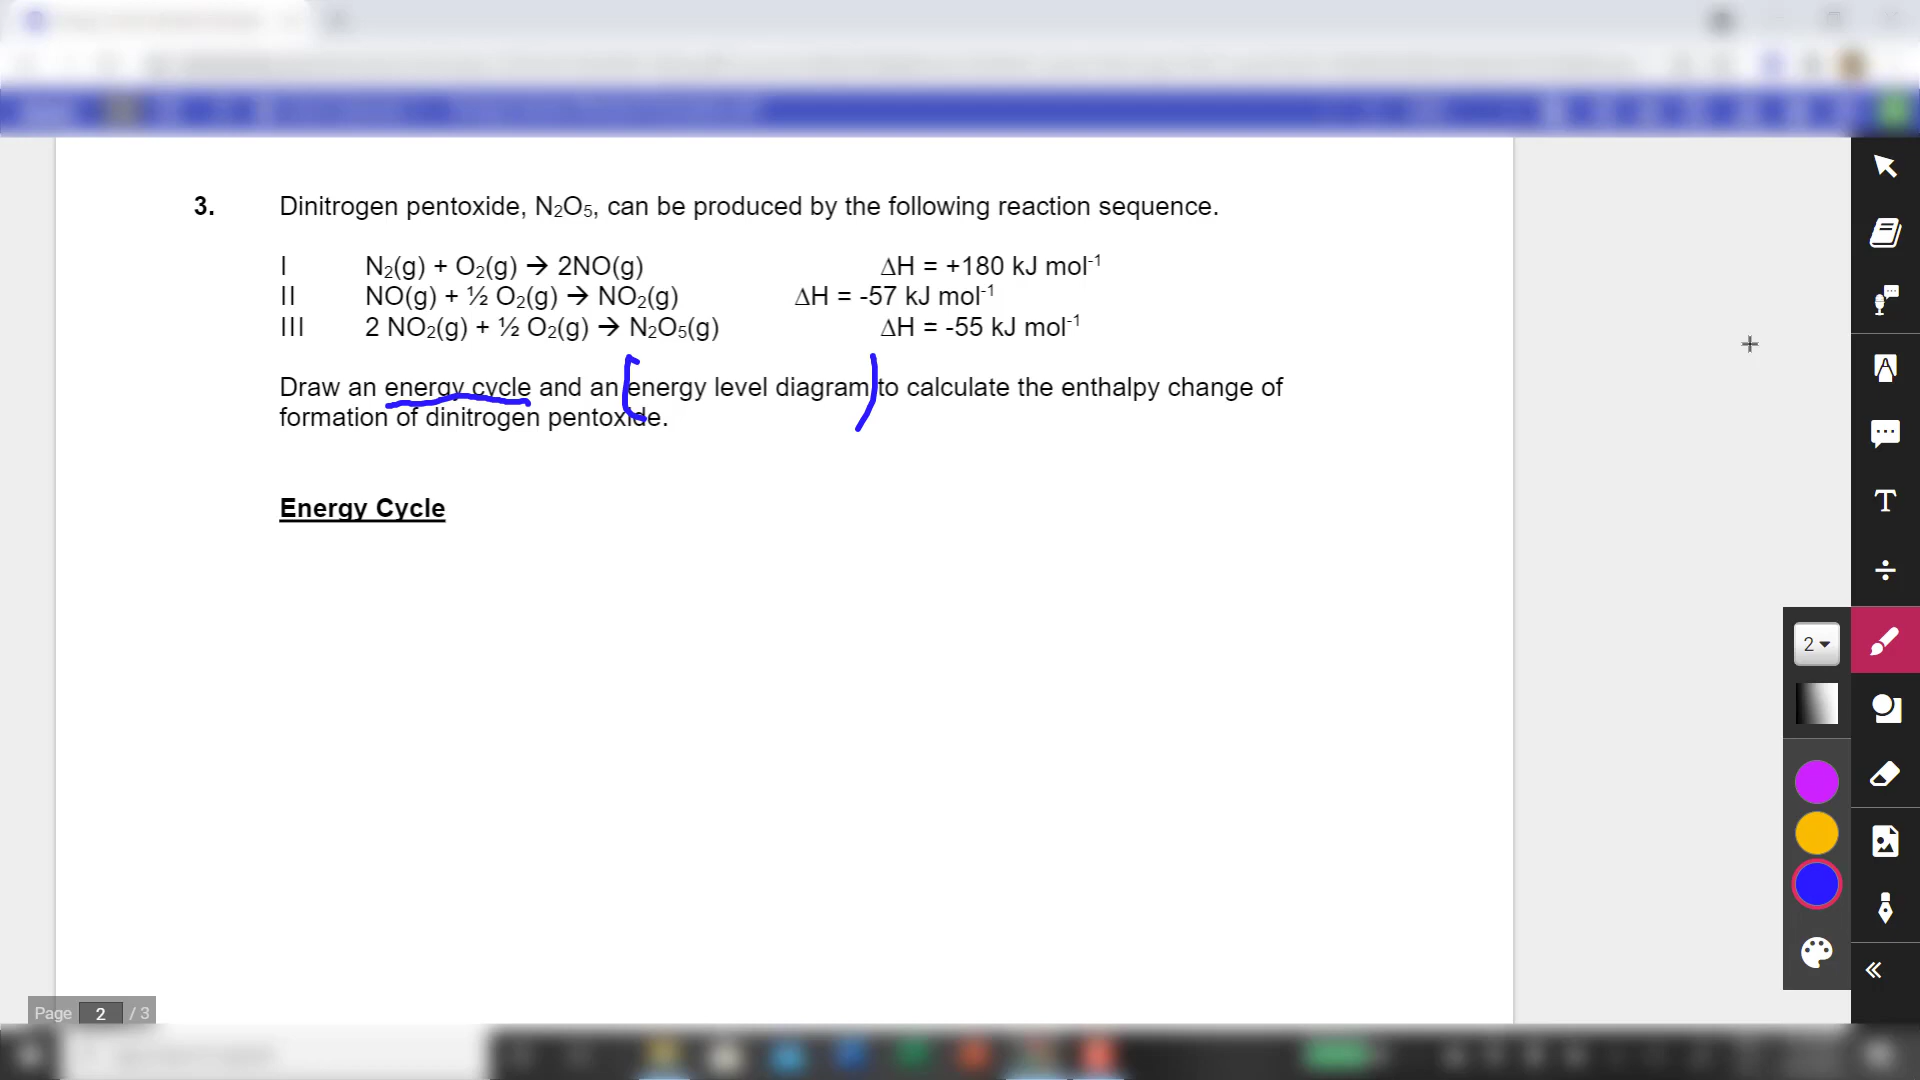 3. Dinitrogen pentoxide, N₂O₅, can be produced by the following reaction sequence.
I N₂(g) + O₂(g) → 2NO(g) ΔH = +180 kJ mol⁻¹
II NO(g) + ½ O₂(g) → NO₂(g) ΔH = -57 kJ mol⁻¹
III 2 NO₂(g) + ½ O₂(g) → N₂O₅(g) ΔH = -55 kJ mol⁻¹
Draw an energy cycle and an energy level diagram to calculate the enthalpy change of
formation of dinitrogen pentoxide.
Energy Cycle
2
Page 2 / 3